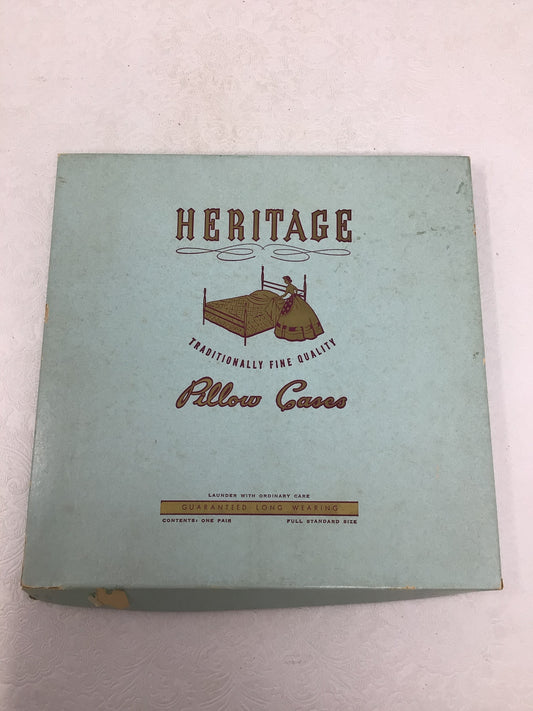 HERITAGE
TRADITIONALLY FINE QUALITY
Pillow Cases
LAUNDER WITH ORDINARY CARE
GUARANTEED LONG WEARING
CONTENTS: ONE PAIR FULL STANDARD SIZE